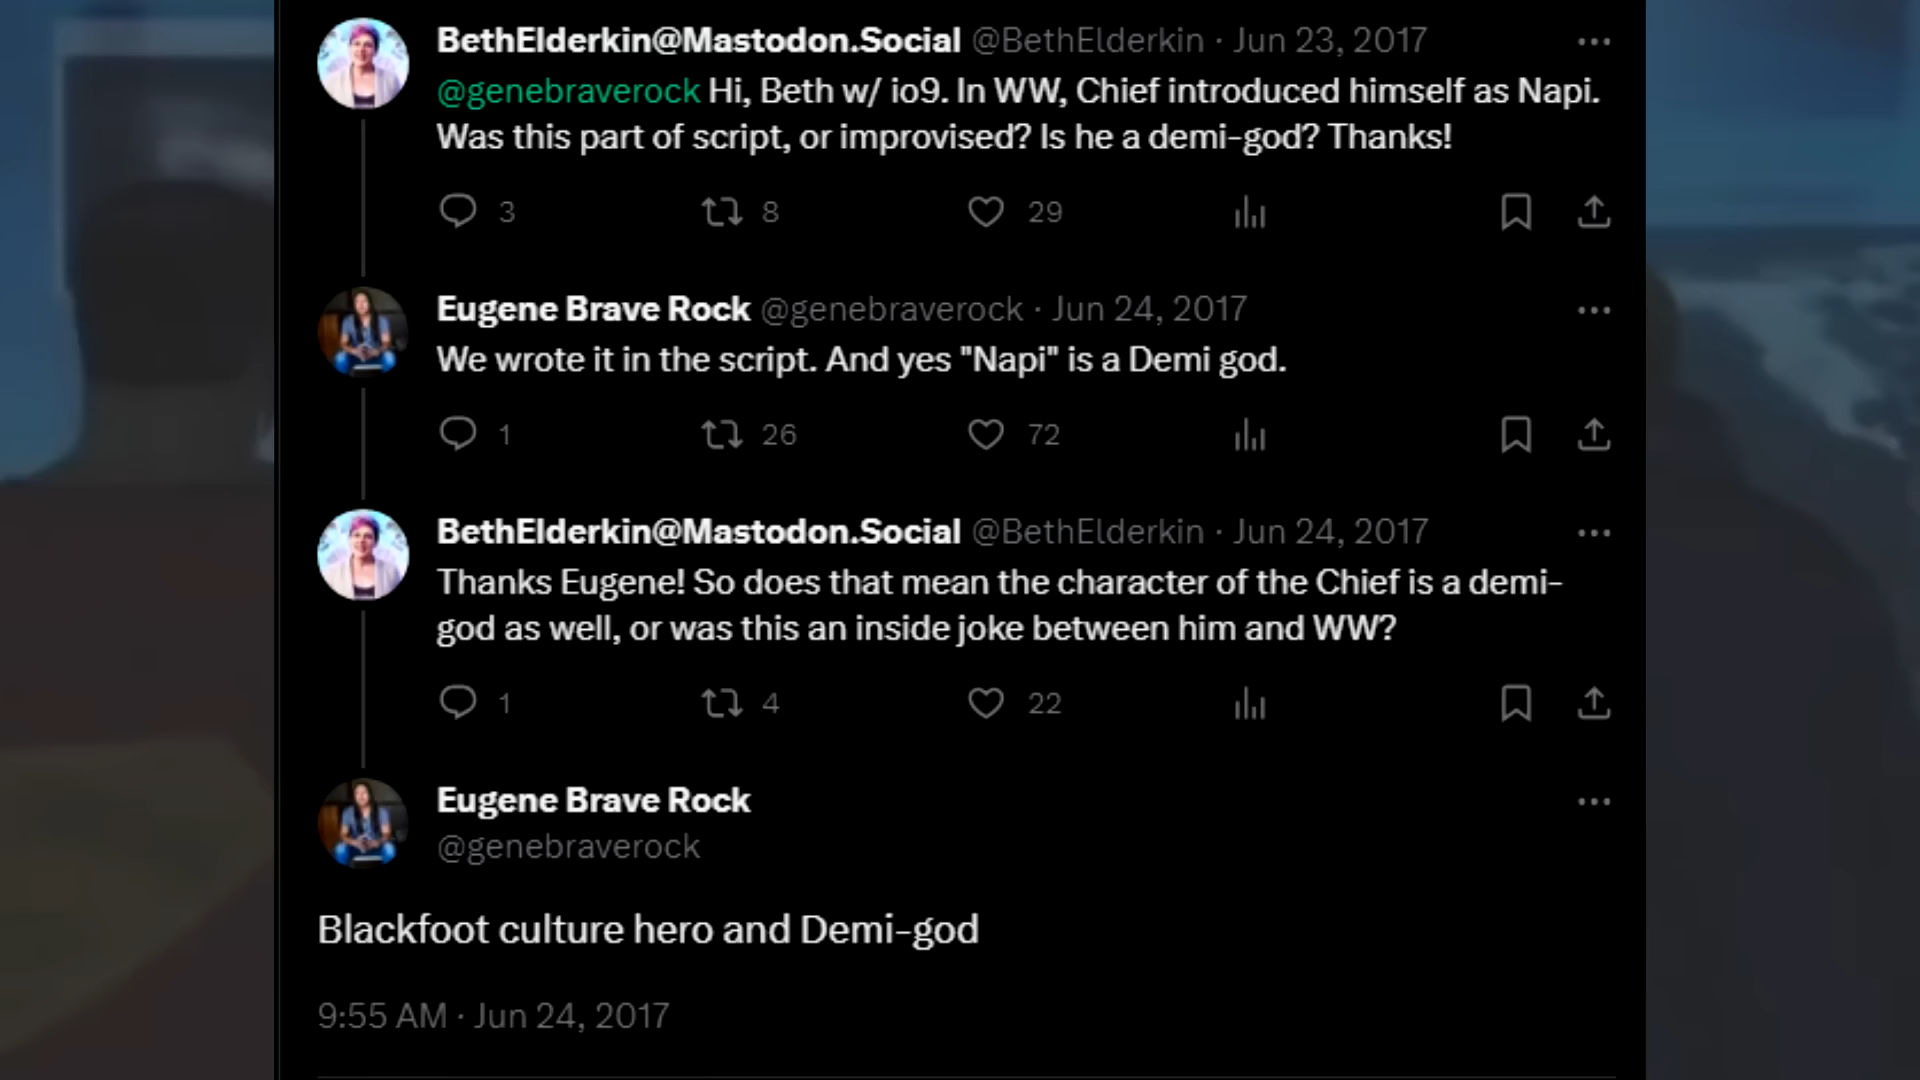 BethElderkin@Mastodon.Social @BethElderkin · Jun 23, 2017
@genebraverock Hi, Beth w/ io9. In WW, Chief introduced himself as Napi.
Was this part of script, or improvised? Is he a demi-god? Thanks!
3 8 29
Eugene Brave Rock @genebraverock · Jun 24, 2017
We wrote it in the script. And yes "Napi" is a Demi god.
1 26 72
BethElderkin@Mastodon.Social @BethElderkin · Jun 24, 2017
Thanks Eugene! So does that mean the character of the Chief is a demi-
god as well, or was this an inside joke between him and WW?
1 4 22
Eugene Brave Rock
@genebraverock
Blackfoot culture hero and Demi-god
9:55 AM · Jun 24, 2017